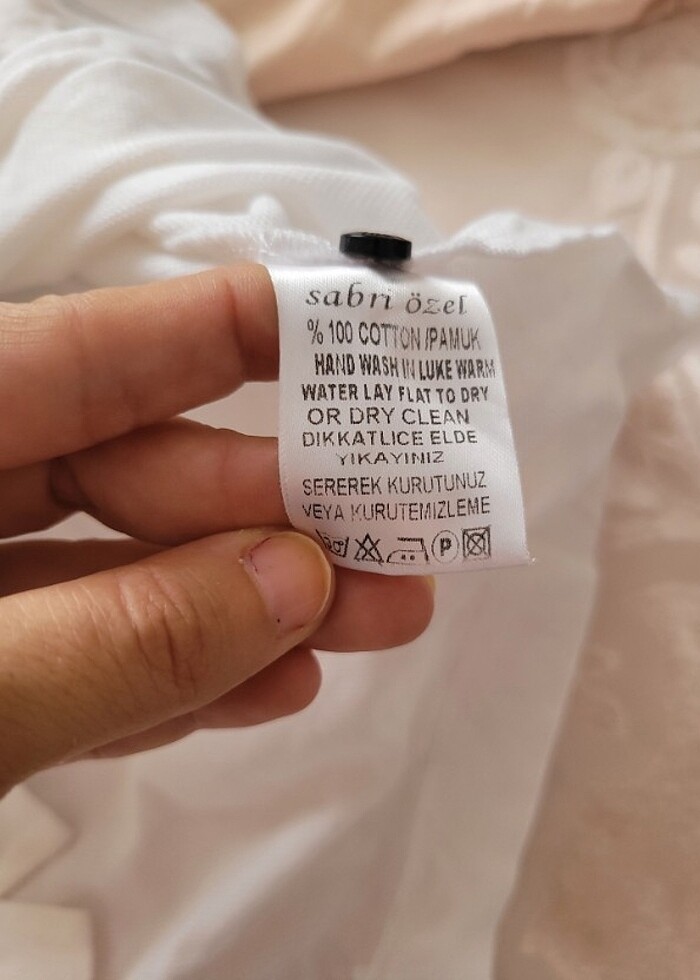 sabri özel
% 100 COTTON /PAMUK
HAND WASH IN LUKE WARM
WATER LAY FLAT TO DRY
OR DRY CLEAN
DIKKATLICE ELDE
YIKAYINIZ
SEREREK KURUTUNUZ
VEYA KURUTEMIZLEME
P